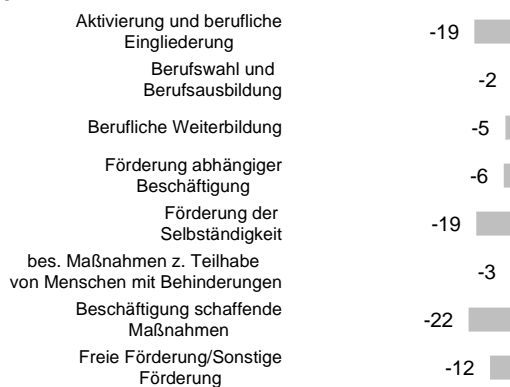 Aktivierung und berufliche
Eingliederung
-19
Berufswahl und
Berufsausbildung
-2
Berufliche Weiterbildung
-5
Förderung abhängiger
Beschäftigung
-6
Förderung der
Selbständigkeit
-19
bes. Maßnahmen z. Teilhabe
von Menschen mit Behinderungen
-3
Beschäftigung schaffende
Maßnahmen
-22
Freie Förderung/Sonstige
Förderung
-12